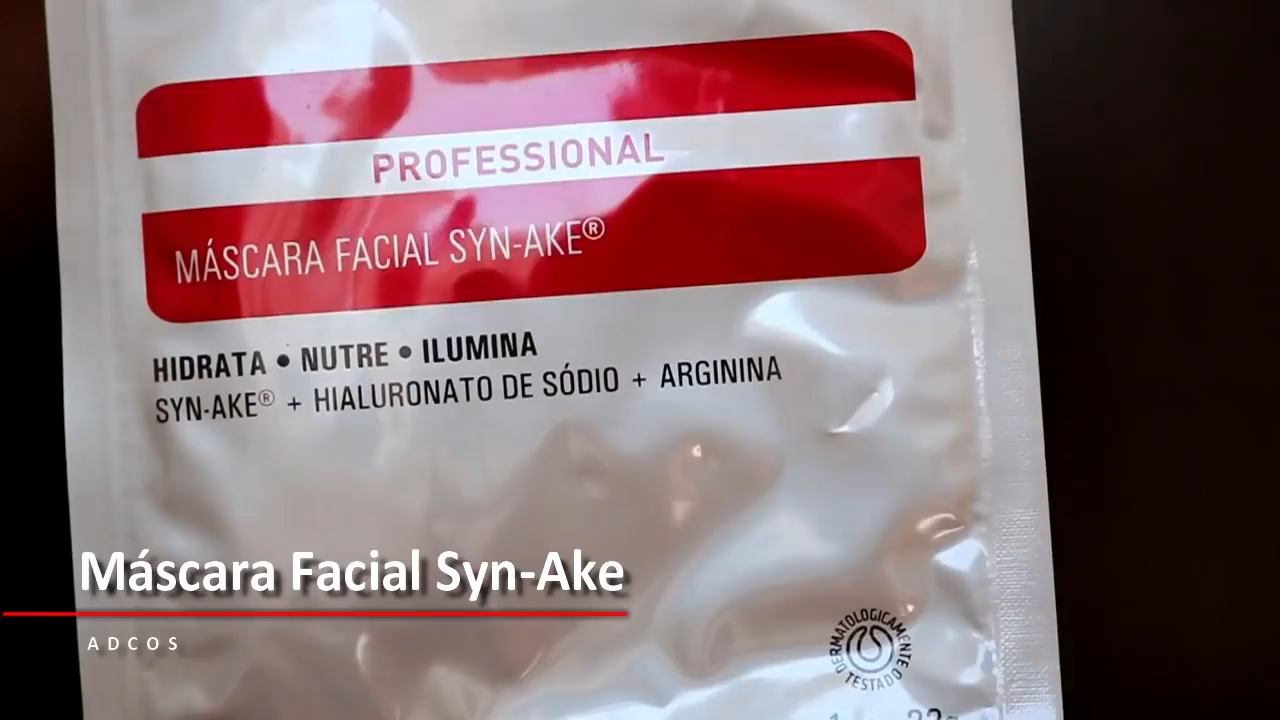 PROFESSIONAL
MÁSCARA FACIAL SYN-AKE®
HIDRATA • NUTRE • ILUMINA
SYN-AKE® + HIALURONATO DE SÓDIO + ARGININA
Máscara Facial Syn-Ake
ADCOS
DERMATOLOGICAMENTE TESTADO